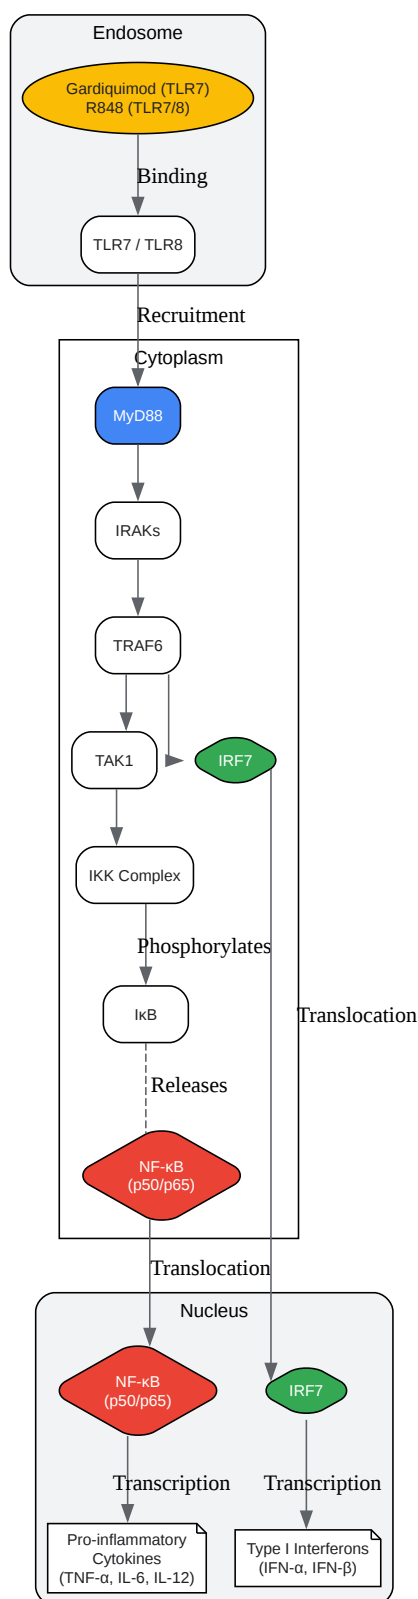 Endosome
Gardiquimod (TLR7)
R848 (TLR7/8)
Binding
TLR7 / TLR8
Recruitment
Cytoplasm
MyD88
IRAKs
TRAF6
TAK1
IRF7
IKK Complex
Phosphorylates
IκB
Translocation
Releases
NF-κB
(p50/p65)
Translocation
Nucleus
NF-κB
(p50/p65)
IRF7
Transcription
Transcription
Pro-inflammatory
Cytokines
(TNF-α, IL-6, IL-12)
Type I Interferons
(IFN-α, IFN-β)